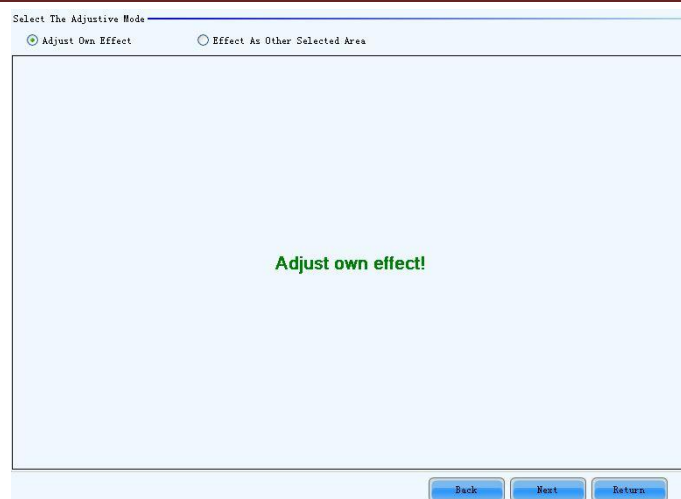 Select The Adjustive Mode
Adjust Own Effect Effect As Other Selected Area
Adjust own effect!
Back Next Return